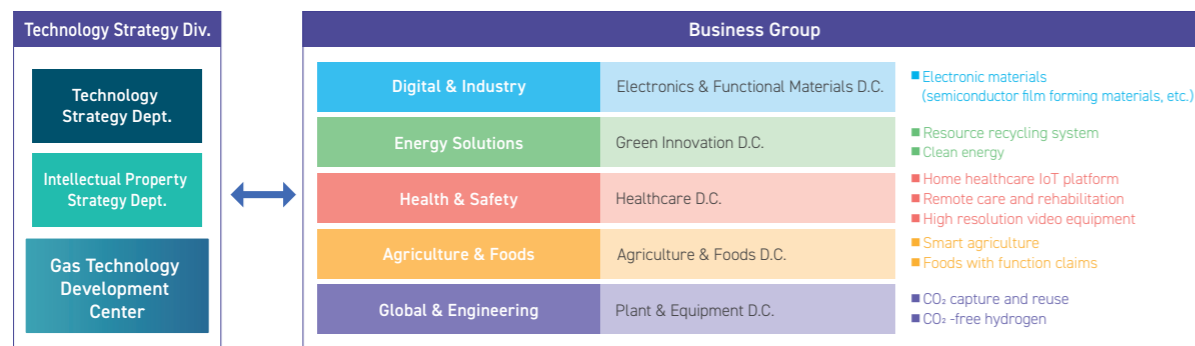 Technology Strategy Div.
Technology
Strategy Dept.
Intellectual Property
Strategy Dept.
Gas Technology
Development
Center
Business Group
Digital & Industry
Electronics & Functional Materials D.C.
Electronic materials
(semiconductor film forming materials, etc.)
Energy Solutions
Green Innovation D.C.
Resource recycling system
Clean energy
Health & Safety
Healthcare D.C.
Home healthcare IoT platform
Remote care and rehabilitation
High resolution video equipment
Agriculture & Foods
Agriculture & Foods D.C.
Smart agriculture
Foods with function claims
Global & Engineering
Plant & Equipment D.C.
CO₂ capture and reuse
CO₂ -free hydrogen